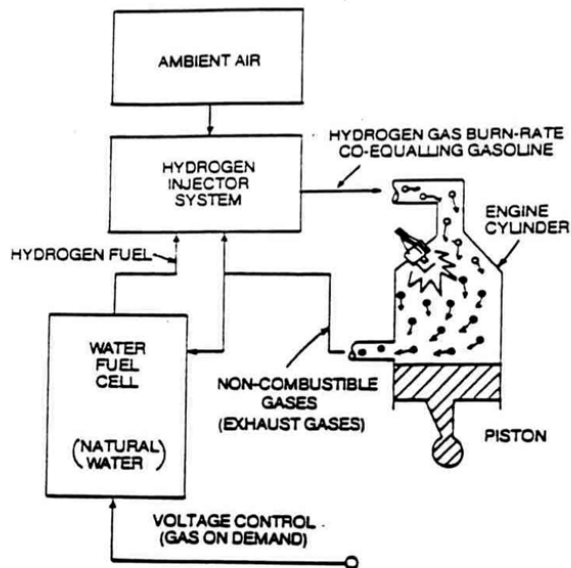 AMBIENT AIR
HYDROGEN
INJECTOR
SYSTEM
HYDROGEN GAS BURN-RATE
CO-EQUALLING GASOLINE
ENGINE
CYLINDER
HYDROGEN FUEL
WATER
FUEL
CELL
(NATURAL
WATER)
NON-COMBUSTIBLE
GASES
(EXHAUST GASES)
PISTON
VOLTAGE CONTROL
(GAS ON DEMAND)